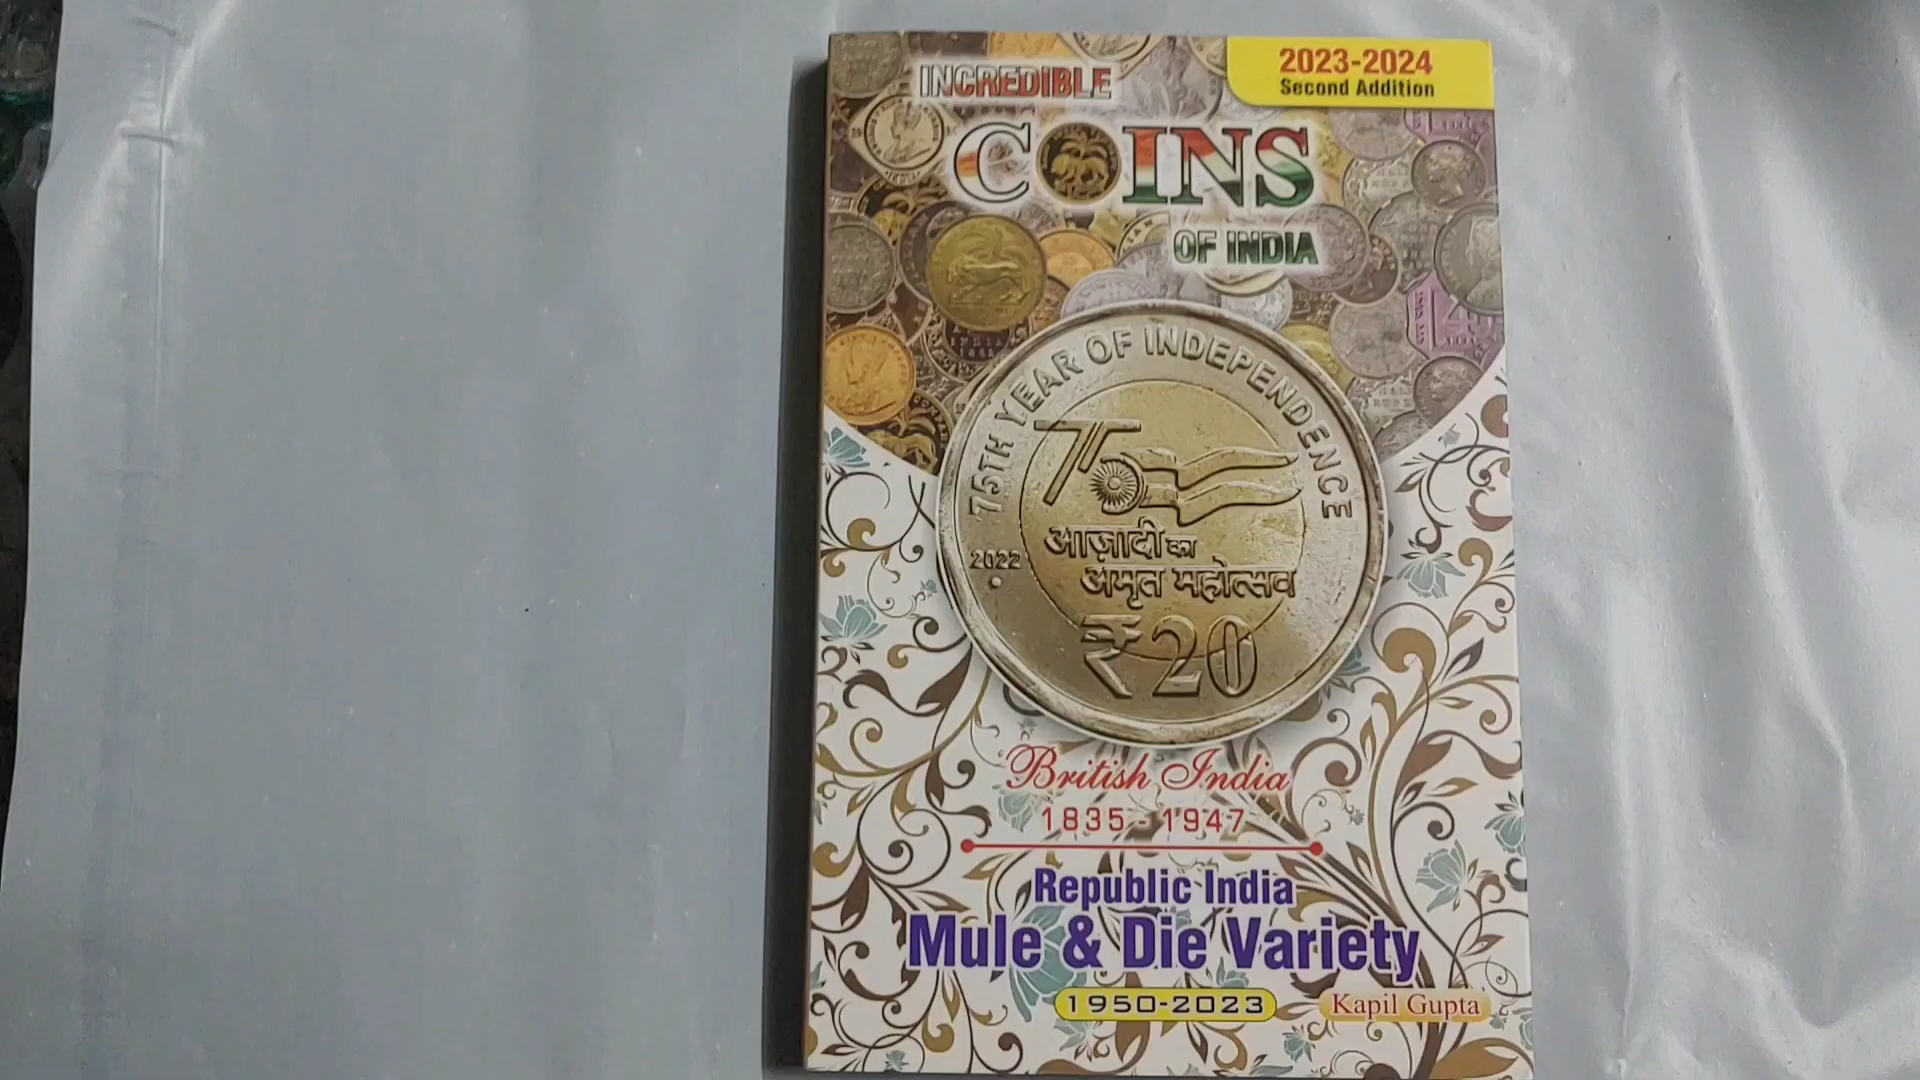 INCREDIBLE
2023-2024
Second Addition
COINS
OF INDIA
75TH YEAR OF INDEPENDENCE
2022
आज़ादी का
अमृत महोत्सव
₹20
British India
1835-1947
Republic India
Mule & Die Variety
1950-2023
Kapil Gupta